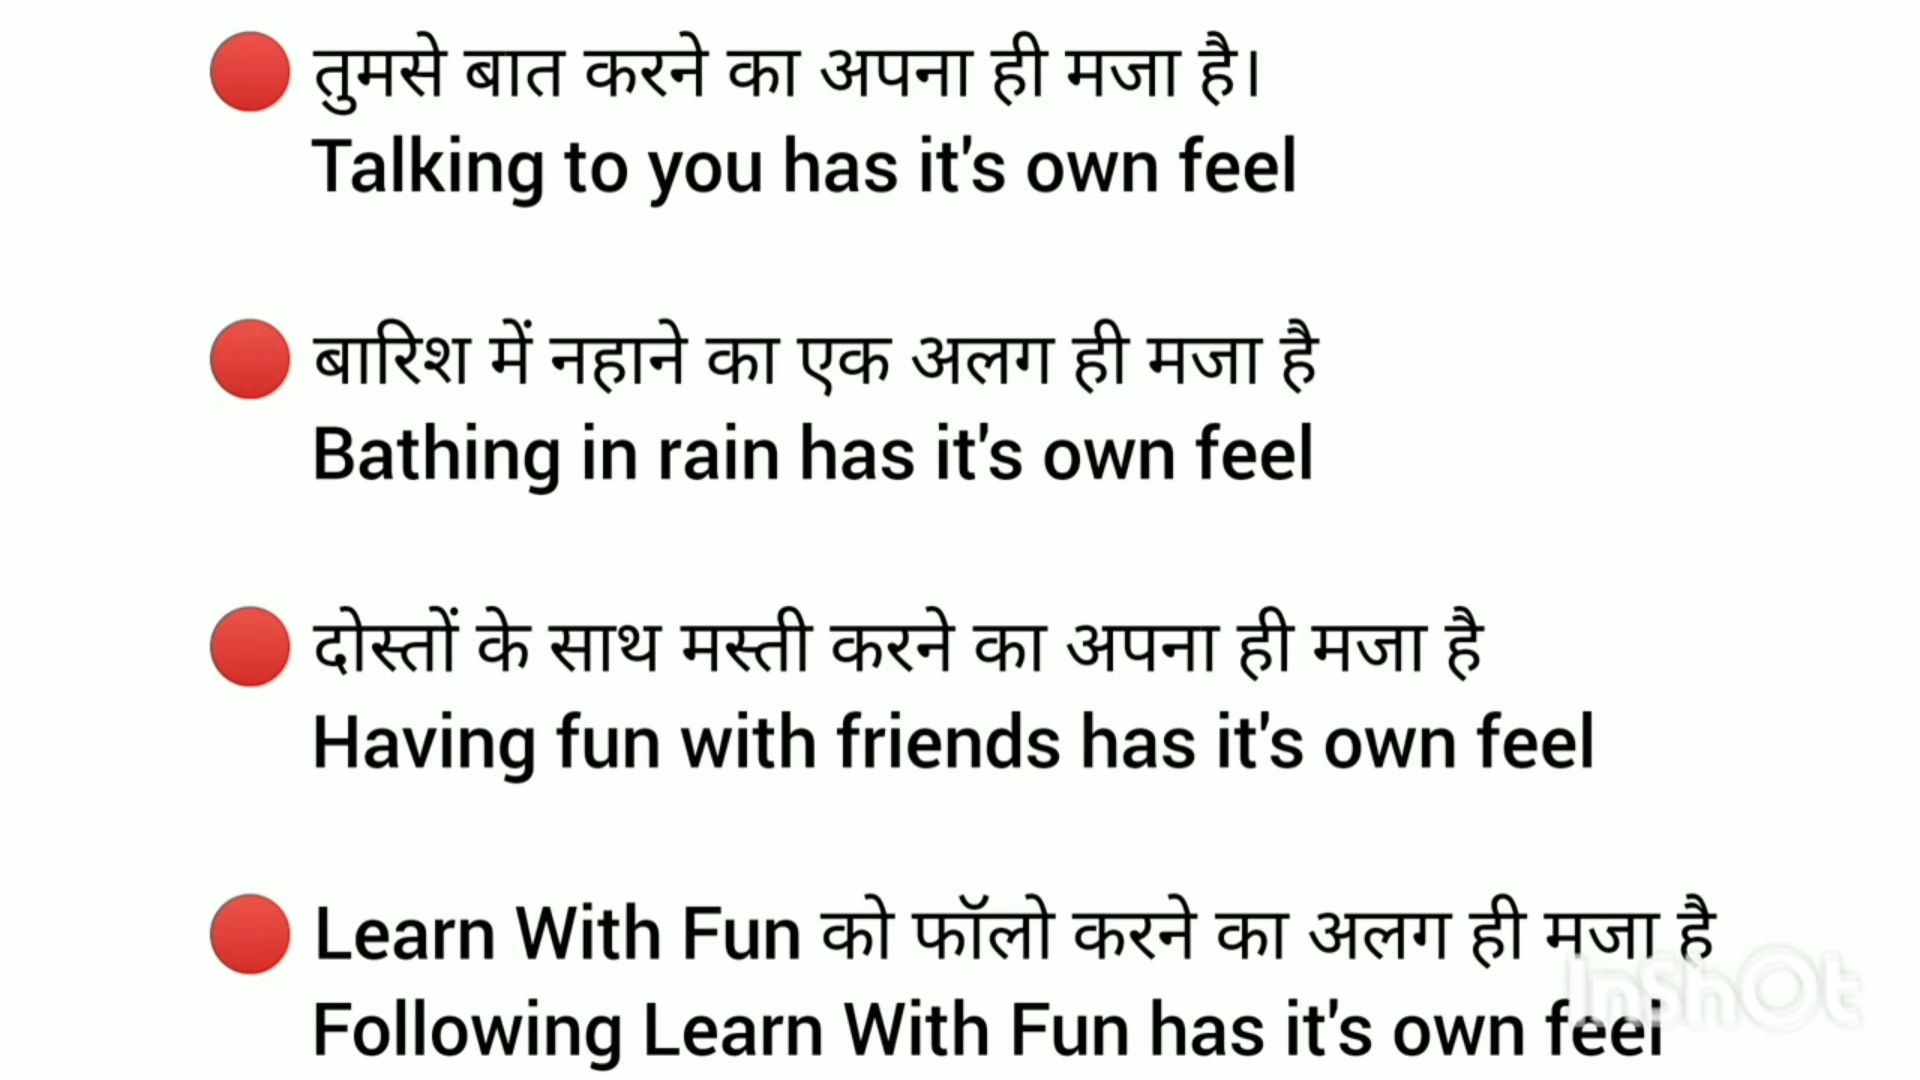 तुमसे बात करने का अपना ही मजा है।
Talking to you has it's own feel
बारिश में नहाने का एक अलग ही मजा है
Bathing in rain has it's own feel
दोस्तों के साथ मस्ती करने का अपना ही मजा है
Having fun with friends has it's own feel
Learn With Fun को फॉलो करने का अलग ही मजा है
Following Learn With Fun has it's own feel
InShOt